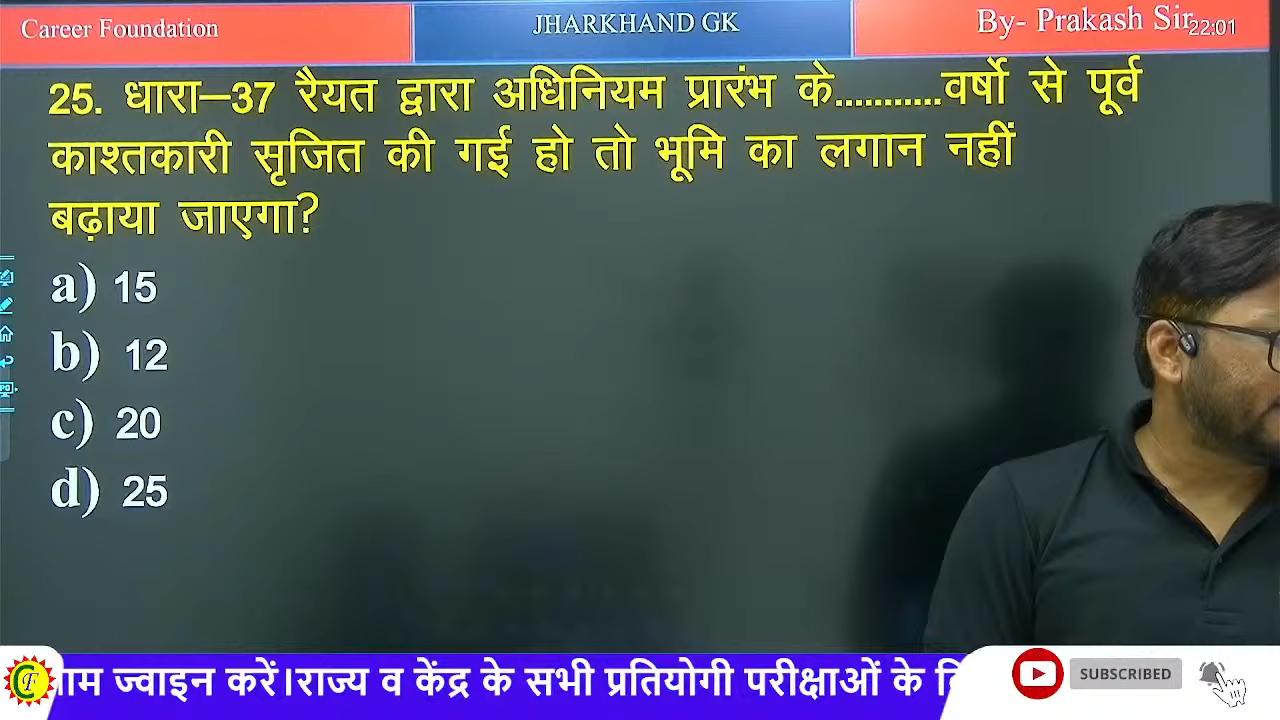 Career Foundation
JHARKHAND GK
By- Prakash Sir
22:01
25. धारा–37 रैयत द्वारा अधिनियम प्रारंभ के...........वर्षो से पूर्व
काश्तकारी सृजित की गई हो तो भूमि का लगान नहीं
बढ़ाया जाएगा?
a) 15
b) 12
c) 20
d) 25
ज्वाइन करें।राज्य व केंद्र के सभी प्रतियोगी परीक्षाओं के
SUBSCRIBED